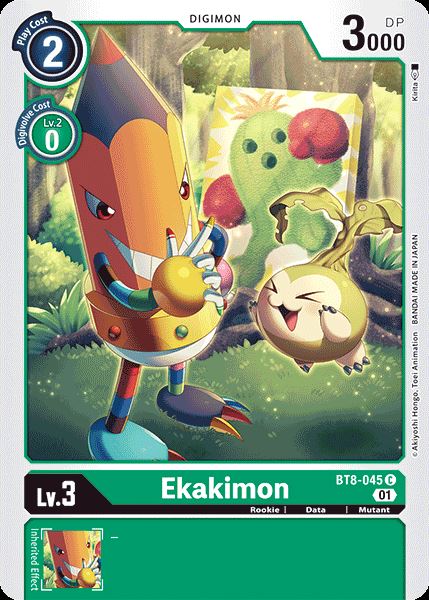 Play Cost
2
DIGIMON
3000
DP
Digivolve Cost
Lv.2
0
Kirita
©Akiyoshi Hongo, Toei Animation BANDAI MADE IN JAPAN
Lv.3
Ekakimon
BT8-045 C
01
Rookie | Data | Mutant
Inherited Effect
–